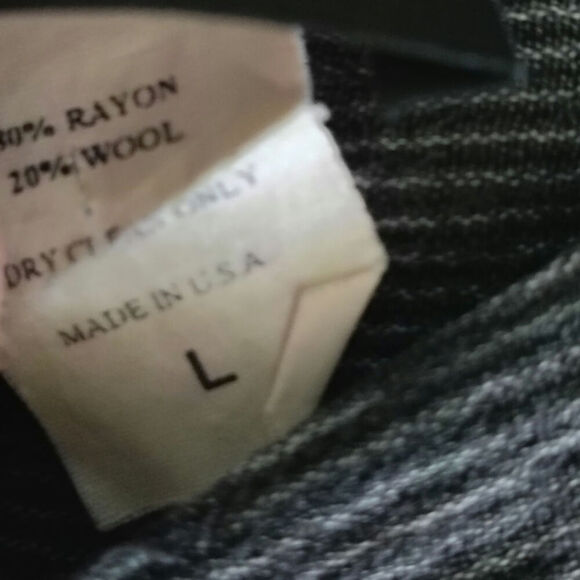 80% RAYON
20% WOOL
DRY CLEAN ONLY
MADE IN U.S.A
L